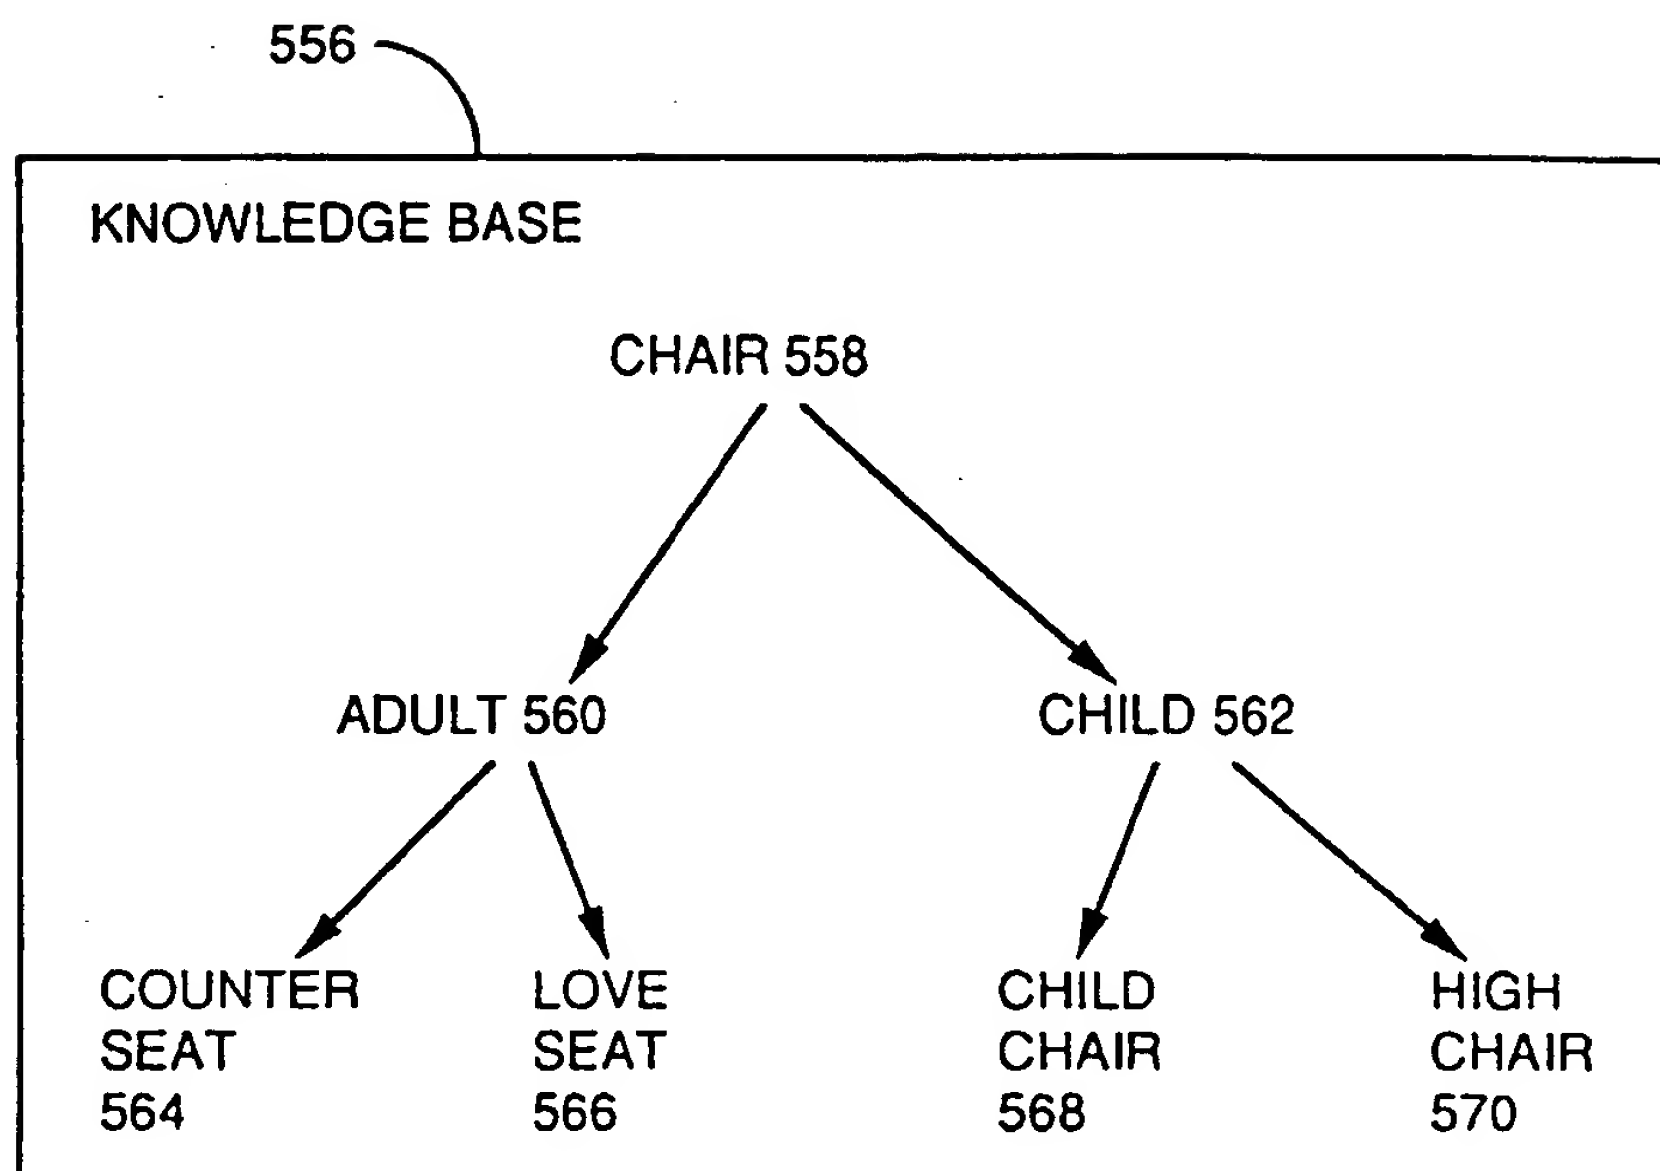 556
KNOWLEDGE BASE
CHAIR 558
ADULT 560
CHILD 562
COUNTER
SEAT
564
LOVE
SEAT
566
CHILD
CHAIR
568
HIGH
CHAIR
570